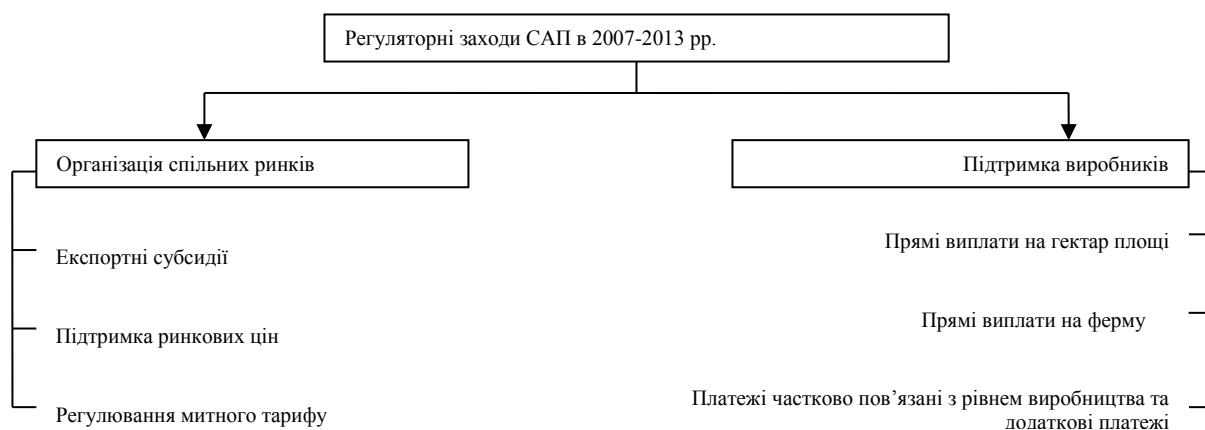 Регуляторні заходи САП в 2007-2013 рр.
Організація спільних ринків
Експортні субсидії
Підтримка ринкових цін
Регулювання митного тарифу
Підтримка виробників
Прямі виплати на гектар площі
Прямі виплати на ферму
Платежі частково пов’язані з рівнем виробництва та
додаткові платежі